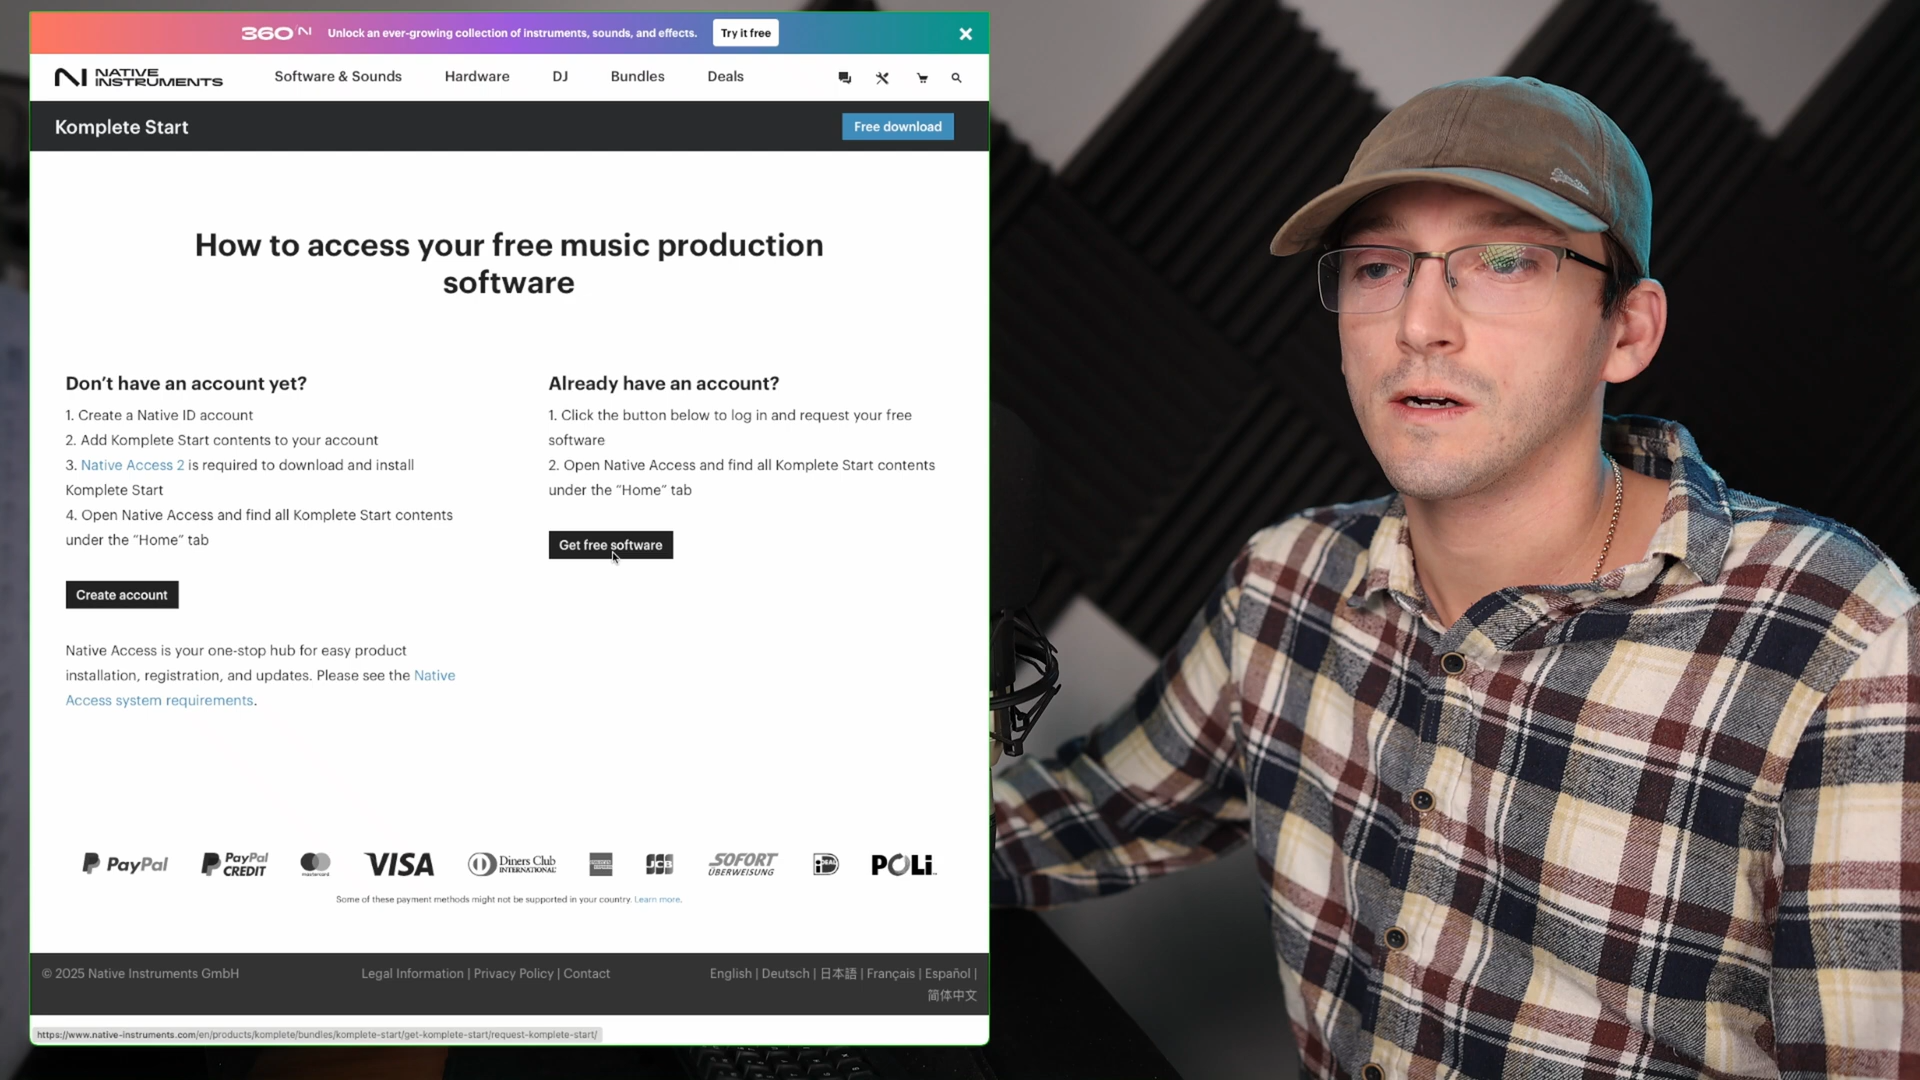 360 NI Unlock an ever-growing collection of instruments, sounds, and effects. Try it free
NATIVE
INSTRUMENTS
Software & Sounds Hardware DJ Bundles Deals
Komplete Start Free download
How to access your free music production
software
Don’t have an account yet?
1. Create a Native ID account
2. Add Komplete Start contents to your account
3. Native Access 2 is required to download and install
Komplete Start
4. Open Native Access and find all Komplete Start contents
under the “Home” tab
Create account
Native Access is your one-stop hub for easy product
installation, registration, and updates. Please see the Native
Access system requirements.
Already have an account?
1. Click the button below to log in and request your free
software
2. Open Native Access and find all Komplete Start contents
under the “Home” tab
Get free software
PayPal PayPal CREDIT mastercard VISA Diners Club INTERNATIONAL JCB SOFORT ÜBERWEISUNG iDEAL POLi
Some of these payment methods might not be supported in your country. Learn more.
© 2025 Native Instruments GmbH Legal Information | Privacy Policy | Contact English | Deutsch | 日本語 | Français | Español |
简体中文
https://www.native-instruments.com/en/products/komplete/bundles/komplete-start/get-komplete-start/request-komplete-start/